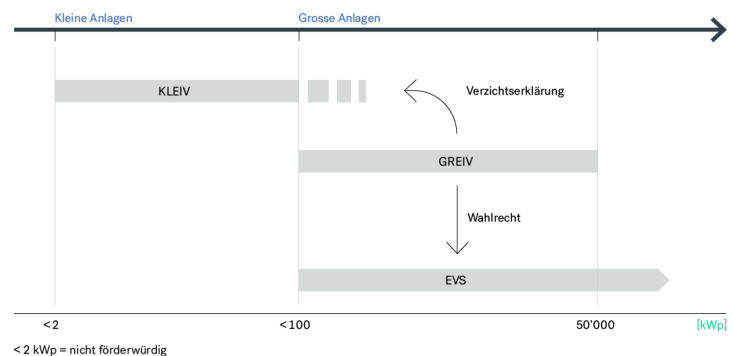 Kleine Anlagen
Grosse Anlagen
KLEIV
Verzichtserklärung
GREIV
Wahlrecht
EVS
<2
<100
50'000
[kWp]
< 2 kWp = nicht förderwürdig